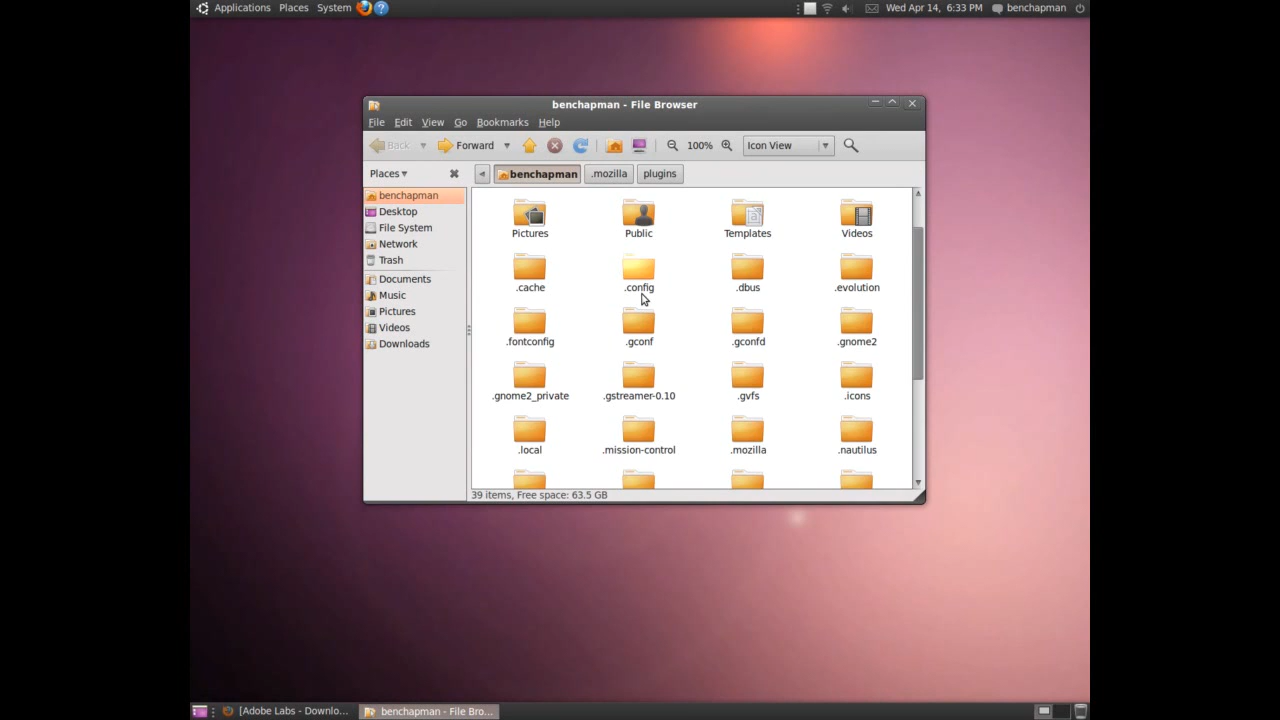 Applications Places System
Wed Apr 14, 6:33 PM benchapman
benchapman - File Browser
File Edit View Go Bookmarks Help
Back Forward 100% Icon View
Places benchapman .mozilla plugins
benchapman
Desktop
File System
Network
Trash
Documents
Music
Pictures
Videos
Downloads
Pictures Public Templates Videos
.cache .config .dbus .evolution
.fontconfig .gconf .gconfd .gnome2
.gnome2_private .gstreamer-0.10 .gvfs .icons
.local .mission-control .mozilla .nautilus
39 items, Free space: 63.5 GB
[Adobe Labs - Downlo... benchapman - File Bro...